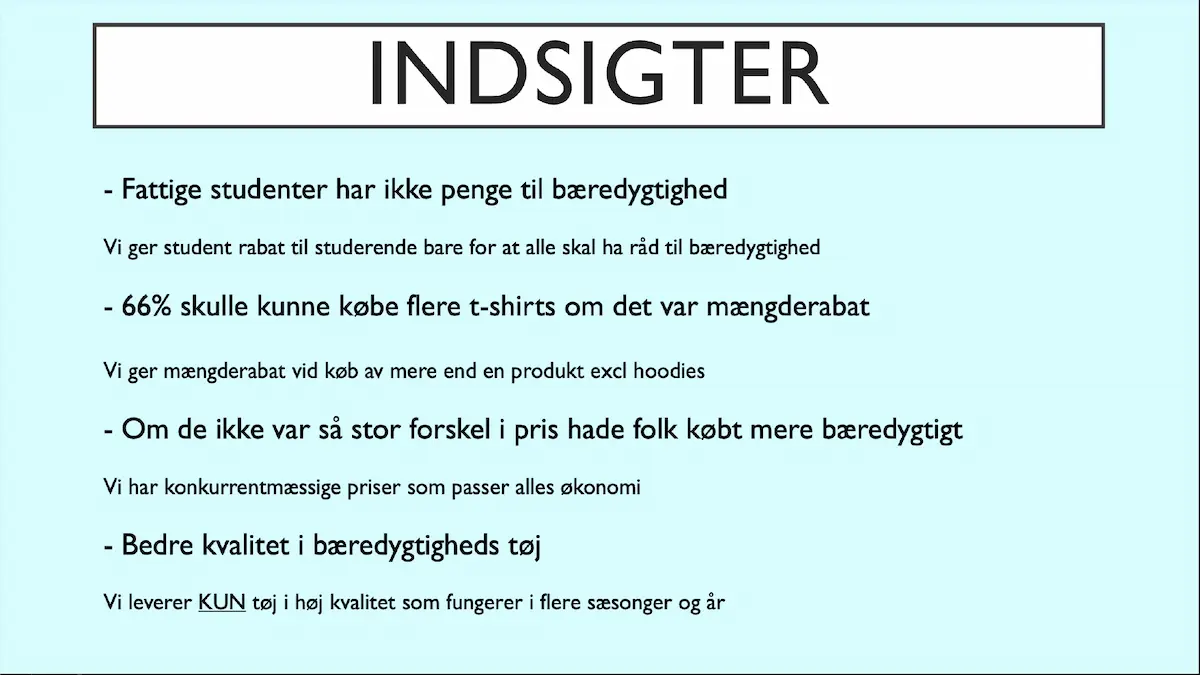 INDSIGTER
- Fattige studenter har ikke penge til bæredygtighed
Vi ger student rabat til studerende bare for at alle skal ha råd til bæredygtighed
- 66% skulle kunne købe flere t-shirts om det var mængderabat
Vi ger mængderabat vid køb av mere end en produkt excl hoodies
- Om de ikke var så stor forskel i pris hade folk købt mere bæredygtigt
Vi har konkurrentmæssige priser som passer alles økonomi
- Bedre kvalitet i bæredygtigheds tøj
Vi leverer KUN tøj i høj kvalitet som fungerer i flere sæsonger og år